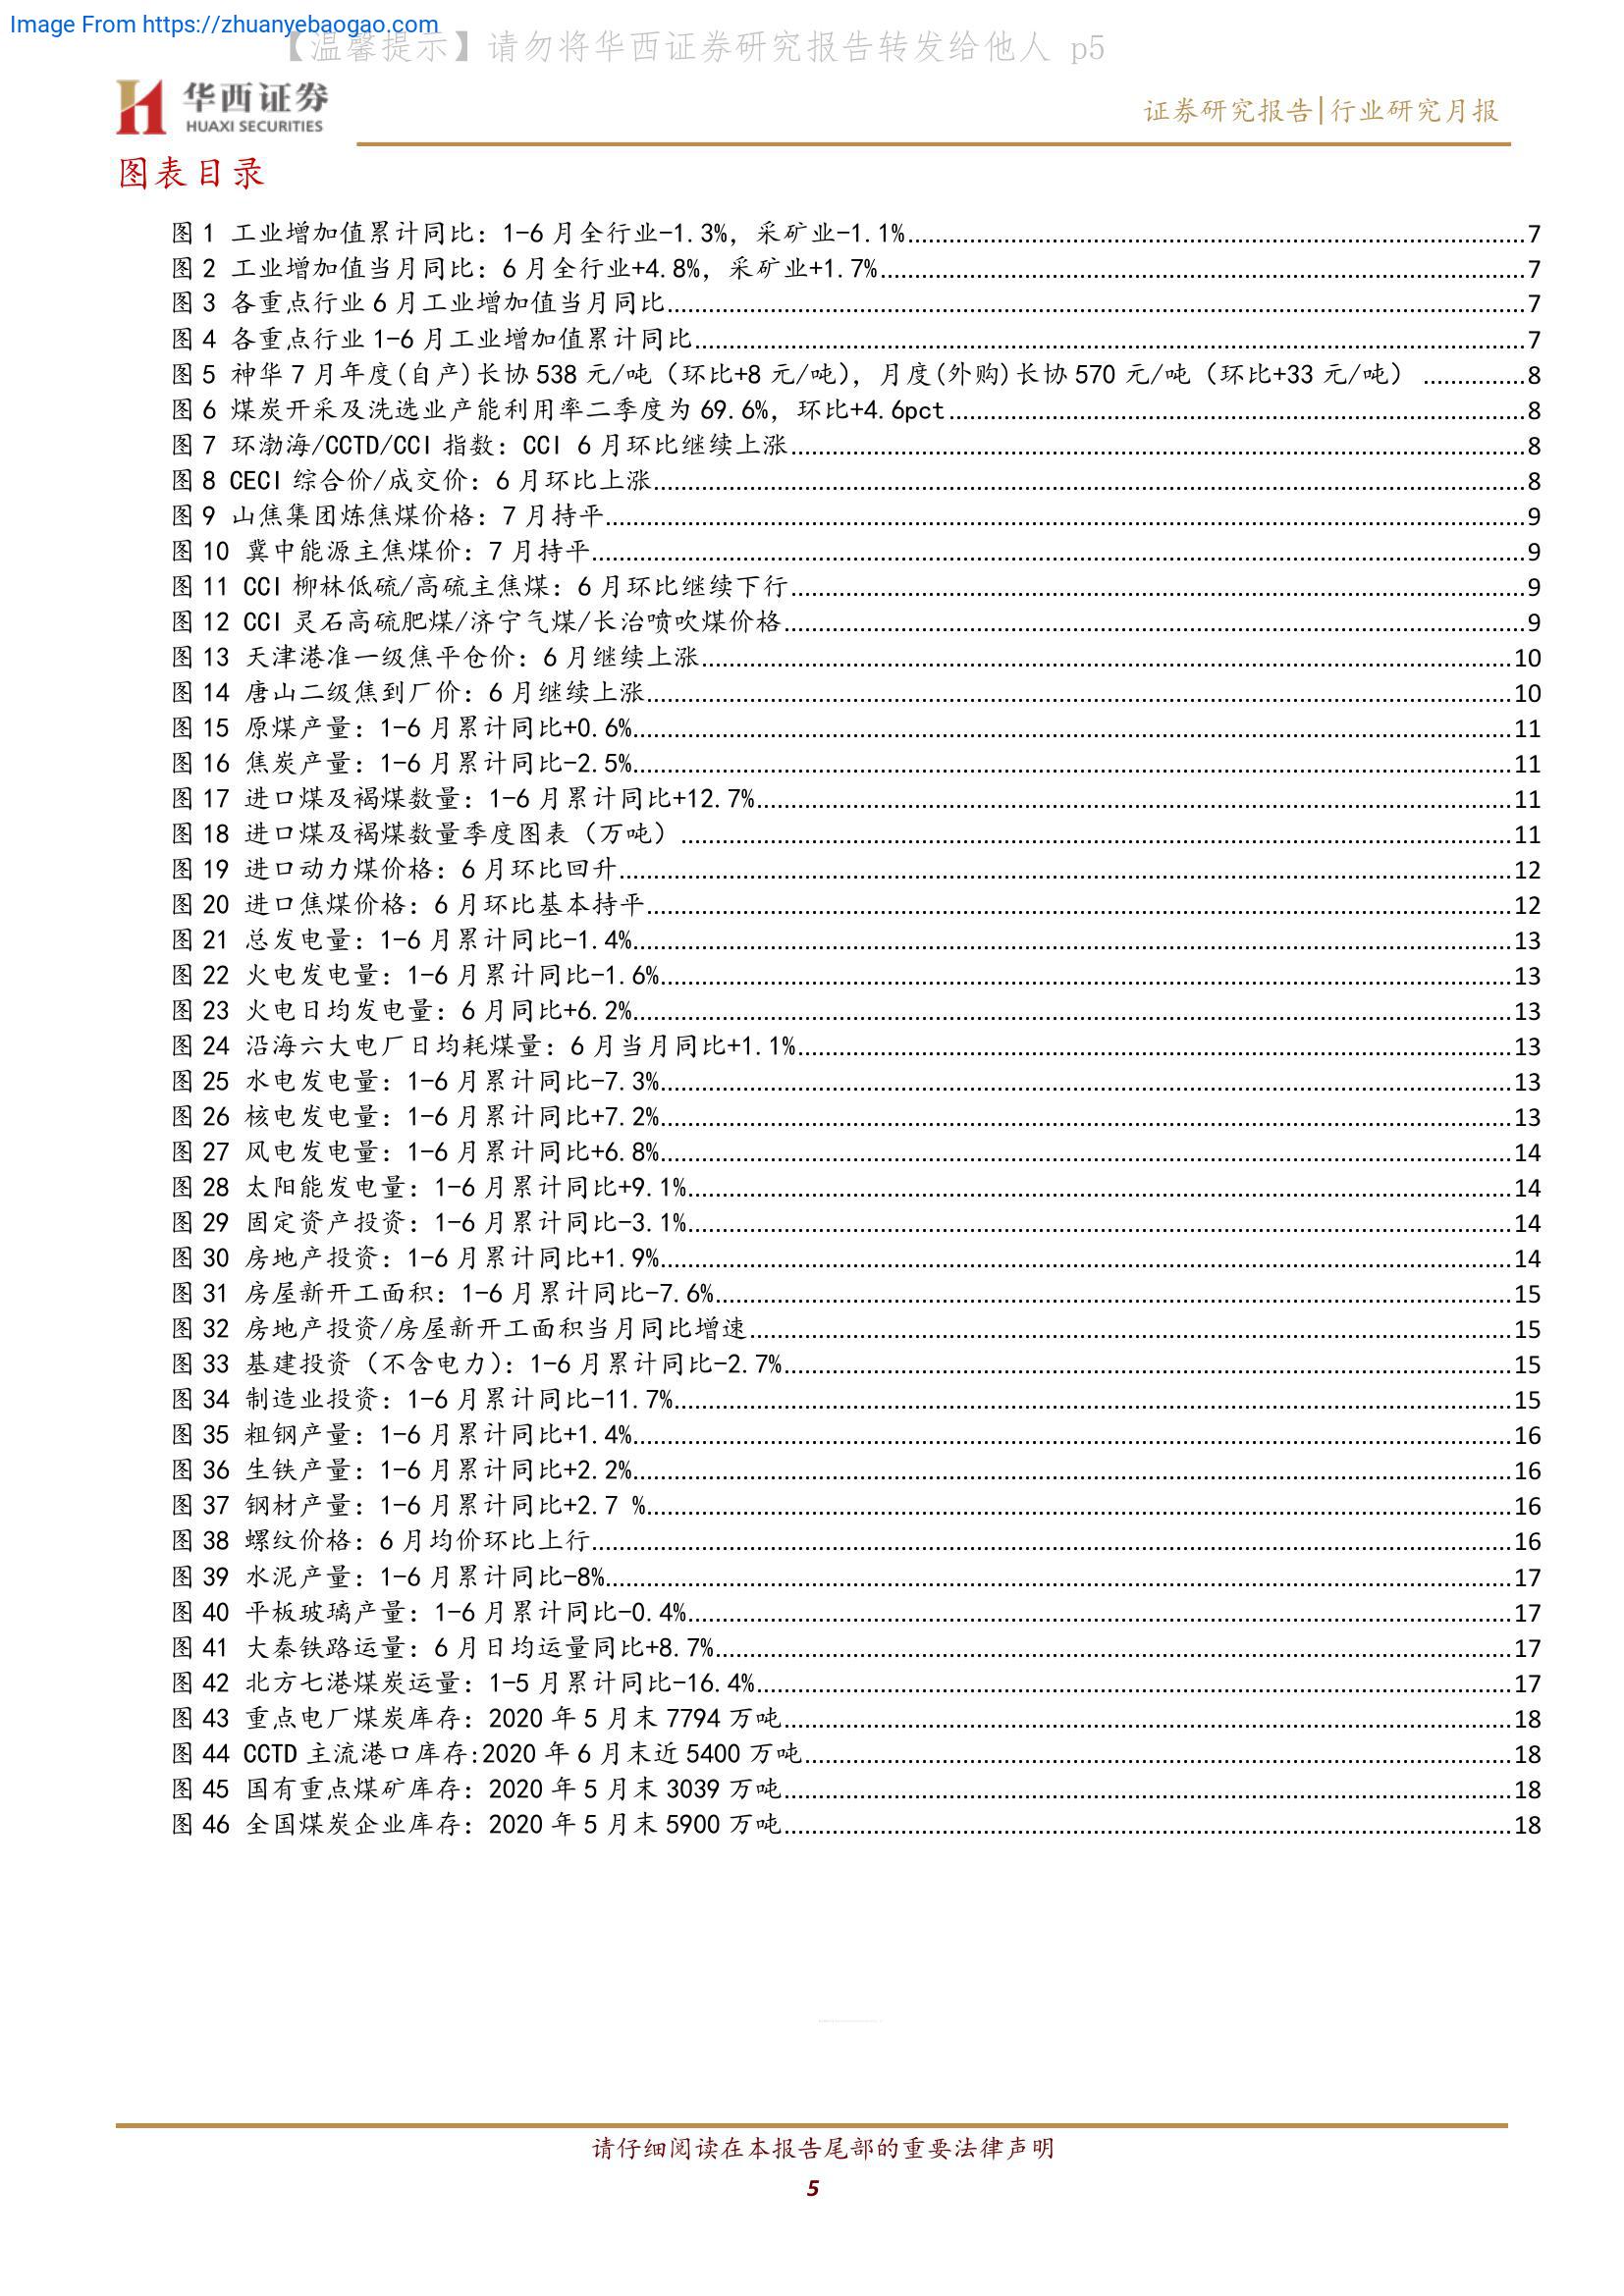 Image From https://zhuanyebaogao.com
【温馨提示】请勿将华西证券研究报告转发给他人 p5
华西证券
HUAXI SECURITIES
证券研究报告|行业研究月报
图表目录
图 1 工业增加值累计同比：1-6 月全行业-1.3%，采矿业-1.1%........7
图 2 工业增加值当月同比：6 月全行业+4.8%，采矿业+1.7%........7
图 3 各重点行业 6 月工业增加值当月同比........7
图 4 各重点行业 1-6 月工业增加值累计同比........7
图 5 神华 7 月年度(自产)长协 538 元/吨（环比+8 元/吨），月度(外购)长协 570 元/吨（环比+33 元/吨） ........8
图 6 煤炭开采及洗选业产能利用率二季度为 69.6%，环比+4.6pct........8
图 7 环渤海/CCTD/CCI 指数：CCI 6 月环比继续上涨........8
图 8 CECI 综合价/成交价：6 月环比上涨........8
图 9 山焦集团炼焦煤价格：7 月持平........9
图 10 冀中能源主焦煤价：7 月持平........9
图 11 CCI 柳林低硫/高硫主焦煤：6 月环比继续下行........9
图 12 CCI 灵石高硫肥煤/济宁气煤/长治喷吹煤价格........9
图 13 天津港准一级焦平仓价：6 月继续上涨........10
图 14 唐山二级焦到厂价：6 月继续上涨........10
图 15 原煤产量：1-6 月累计同比+0.6%........11
图 16 焦炭产量：1-6 月累计同比-2.5%........11
图 17 进口煤及褐煤数量：1-6 月累计同比+12.7%........11
图 18 进口煤及褐煤数量季度图表（万吨）........11
图 19 进口动力煤价格：6 月环比回升........12
图 20 进口焦煤价格：6 月环比基本持平........12
图 21 总发电量：1-6 月累计同比-1.4%........13
图 22 火电发电量：1-6 月累计同比-1.6%........13
图 23 火电日均发电量：6 月同比+6.2%........13
图 24 沿海六大电厂日均耗煤量：6 月当月同比+1.1%........13
图 25 水电发电量：1-6 月累计同比-7.3%........13
图 26 核电发电量：1-6 月累计同比+7.2%........13
图 27 风电发电量：1-6 月累计同比+6.8%........14
图 28 太阳能发电量：1-6 月累计同比+9.1%........14
图 29 固定资产投资：1-6 月累计同比-3.1%........14
图 30 房地产投资：1-6 月累计同比+1.9%........14
图 31 房屋新开工面积：1-6 月累计同比-7.6%........15
图 32 房地产投资/房屋新开工面积当月同比增速........15
图 33 基建投资（不含电力）：1-6 月累计同比-2.7%........15
图 34 制造业投资：1-6 月累计同比-11.7%........15
图 35 粗钢产量：1-6 月累计同比+1.4%........16
图 36 生铁产量：1-6 月累计同比+2.2%........16
图 37 钢材产量：1-6 月累计同比+2.7 %........16
图 38 螺纹价格：6 月均价环比上行........16
图 39 水泥产量：1-6 月累计同比-8%........17
图 40 平板玻璃产量：1-6 月累计同比-0.4%........17
图 41 大秦铁路运量：6 月日均运量同比+8.7%........17
图 42 北方七港煤炭运量：1-5 月累计同比-16.4%........17
图 43 重点电厂煤炭库存：2020 年 5 月末 7794 万吨........18
图 44 CCTD 主流港口库存:2020 年 6 月末近 5400 万吨........18
图 45 国有重点煤矿库存：2020 年 5 月末 3039 万吨........18
图 46 全国煤炭企业库存：2020 年 5 月末 5900 万吨........18
请仔细阅读在本报告尾部的重要法律声明
5